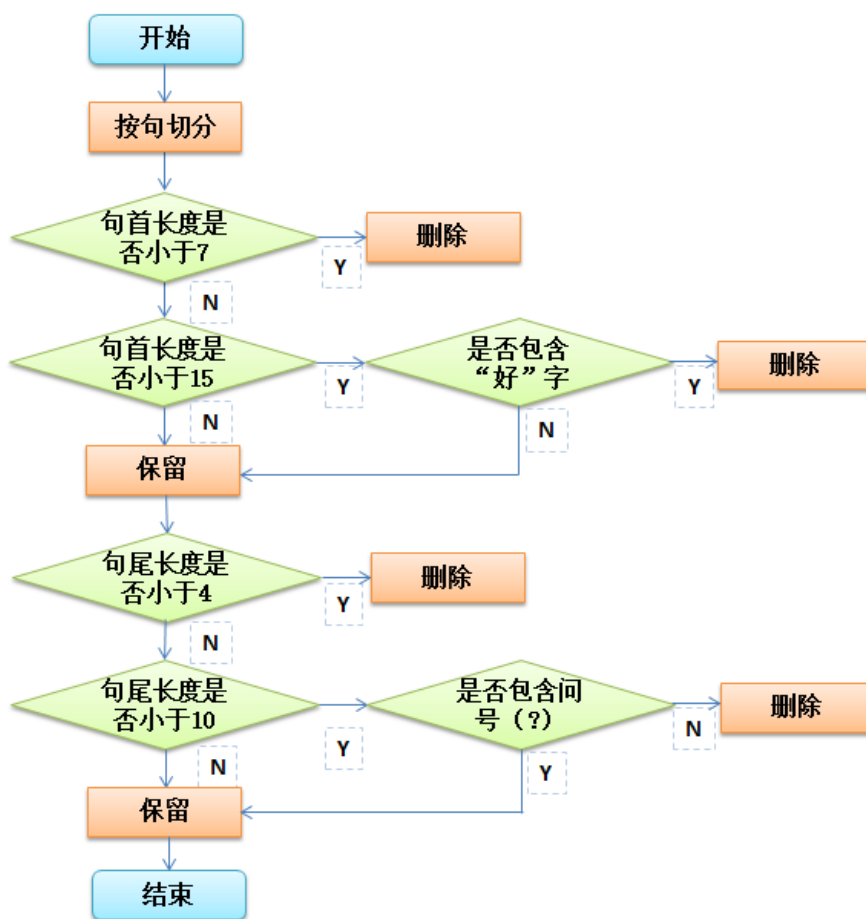 开始
按句切分
句首长度是
否小于7
Y
删除
N
句首长度是
否小于15
Y
是否包含
“好”字
Y
删除
N
N
保留
句尾长度是
否小于4
Y
删除
N
句尾长度是
否小于10
Y
是否包含问
号（?）
N
删除
N
Y
保留
结束